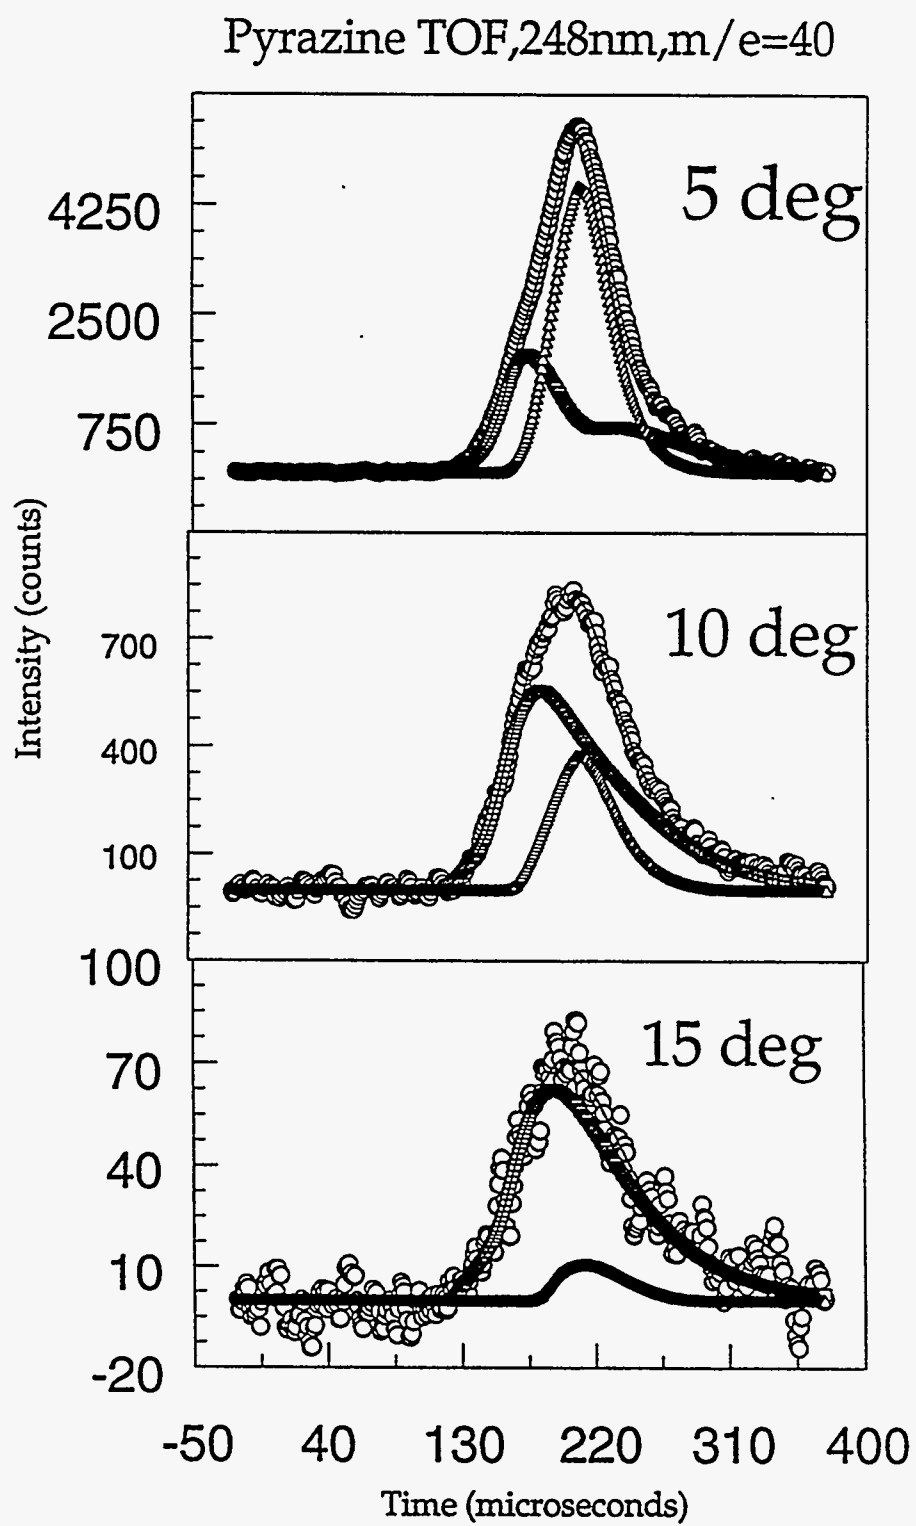 Pyrazine TOF,248nm,m/e=40
5 deg
4250
2500
750
10 deg
700
400
100
Intensity (counts)
15 deg
100
70
40
10
-20
-50 40 130 220 310 400
Time (microseconds)